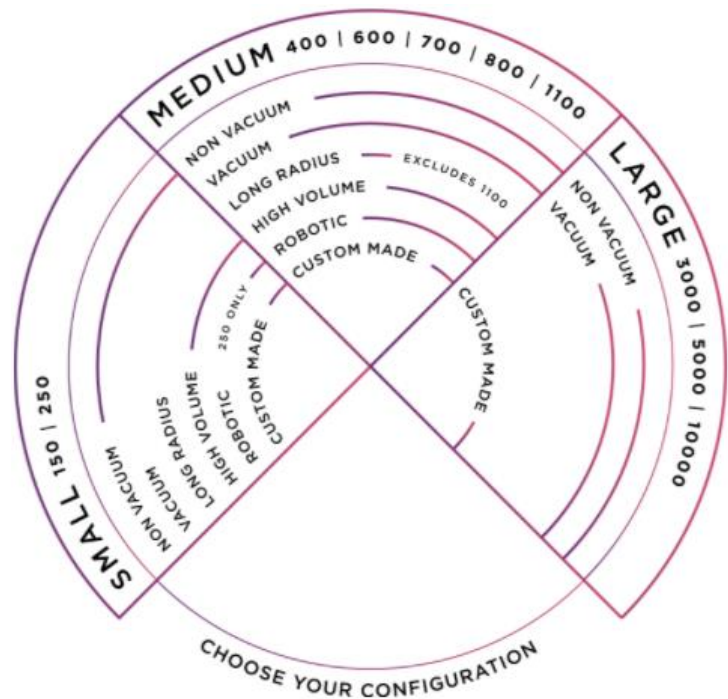 MEDIUM 400 | 600 | 700 | 800 | 1100
NON VACUUM
VACUUM
LONG RADIUS
EXCLUDES 1100
HIGH VOLUME
ROBOTIC
CUSTOM MADE
LARGE 3000 | 5000 | 10000
NON VACUUM
VACUUM
CUSTOM MADE
SMALL 150 | 250
NON VACUUM
VACUUM
LONG RADIUS
HIGH VOLUME
ROBOTIC
250 ONLY
CUSTOM MADE
CHOOSE YOUR CONFIGURATION